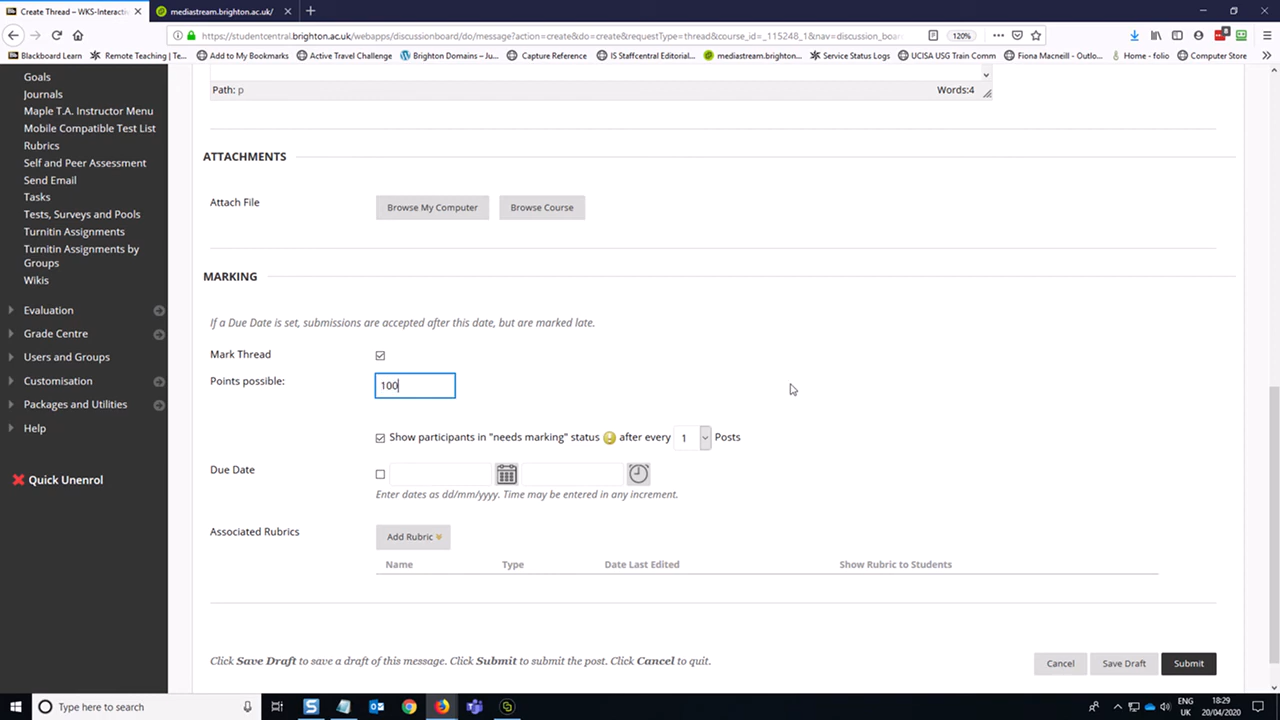 Create Thread – WKS-Interacti
mediastream.brighton.ac.uk/
https://studentcentral.brighton.ac.uk/webapps/discussionboard/do/message?action=create&do=create&requestType=thread&course_id=_115248_1&nav=discussion_boar
120%
Blackboard Learn
Remote Teaching | Te...
Add to My Bookmarks
Active Travel Challenge
Brighton Domains – Ju...
Capture Reference
IS Staffcentral Editorial...
mediastream.brighton...
Service Status Logs
UCISA USG Train Comm
Fiona Macneill - Outlo...
Home - folio
Computer Store
Goals
Journals
Maple T.A. Instructor Menu
Mobile Compatible Test List
Rubrics
Self and Peer Assessment
Send Email
Tasks
Tests, Surveys and Pools
Turnitin Assignments
Turnitin Assignments by
Groups
Wikis
Evaluation
Grade Centre
Users and Groups
Customisation
Packages and Utilities
Help
Quick Unenrol
Path: p
Words:4
ATTACHMENTS
Attach File
Browse My Computer
Browse Course
MARKING
If a Due Date is set, submissions are accepted after this date, but are marked late.
Mark Thread
Points possible:
100
Show participants in "needs marking" status after every 1 Posts
Due Date
Enter dates as dd/mm/yyyy. Time may be entered in any increment.
Associated Rubrics
Add Rubric
Name Type Date Last Edited Show Rubric to Students
Click Save Draft to save a draft of this message. Click Submit to submit the post. Click Cancel to quit.
Cancel
Save Draft
Submit
Type here to search
ENG
UK
18:29
20/04/2020